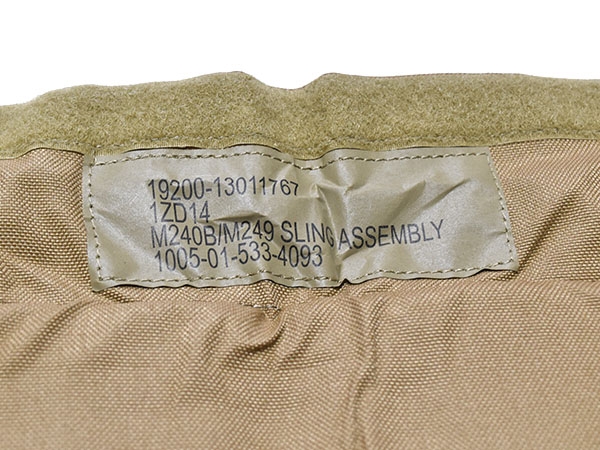 19200-13011767
1ZD14
M240B/M249 SLING ASSEMBLY
1005-01-533-4093